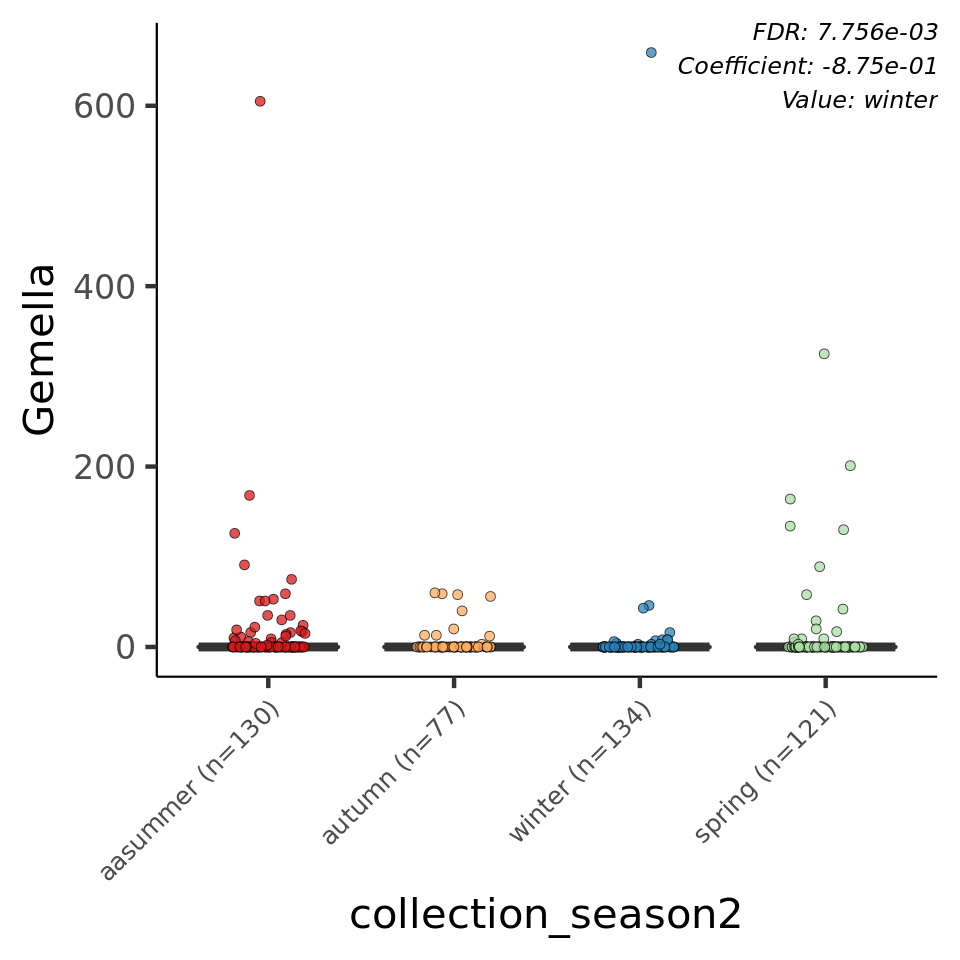 FDR: 7.756e-03
Coefficient: -8.75e-01
Value: winter
600
400
200
0
Gemella
aasummer (n=130)
autumn (n=77)
winter (n=134)
spring (n=121)
collection_season2